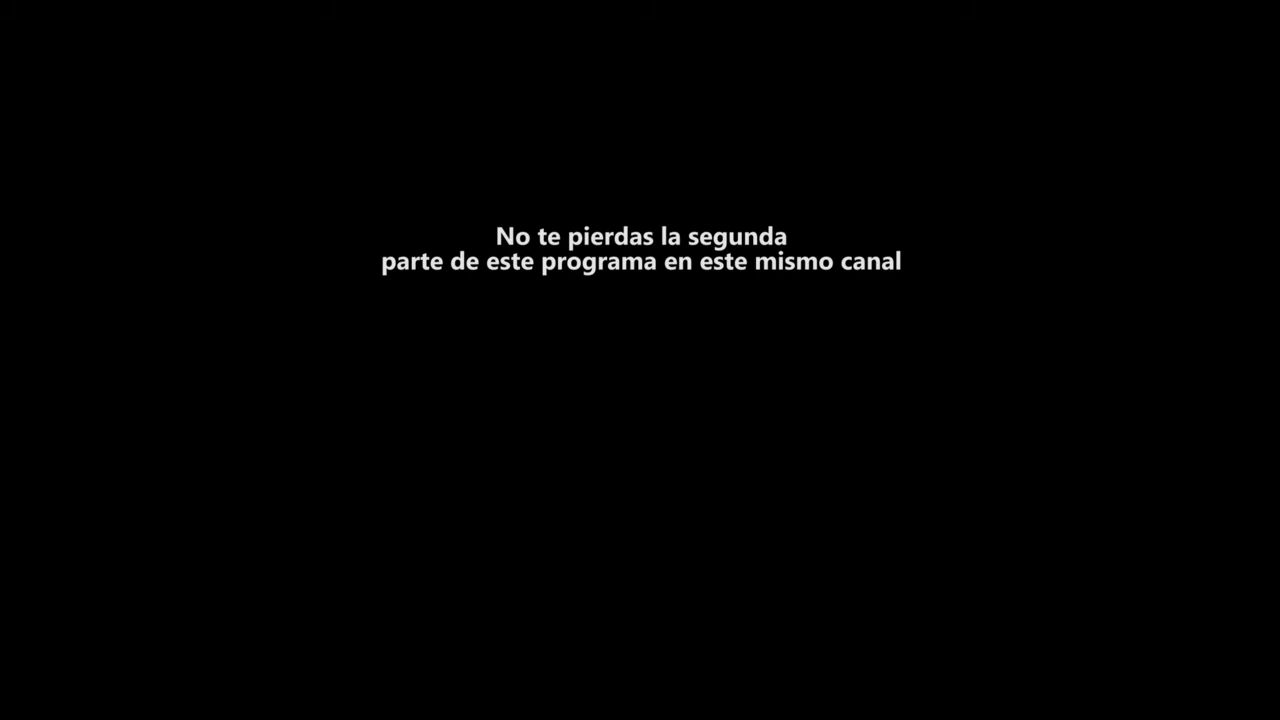 No te pierdas la segunda
parte de este programa en este mismo canal